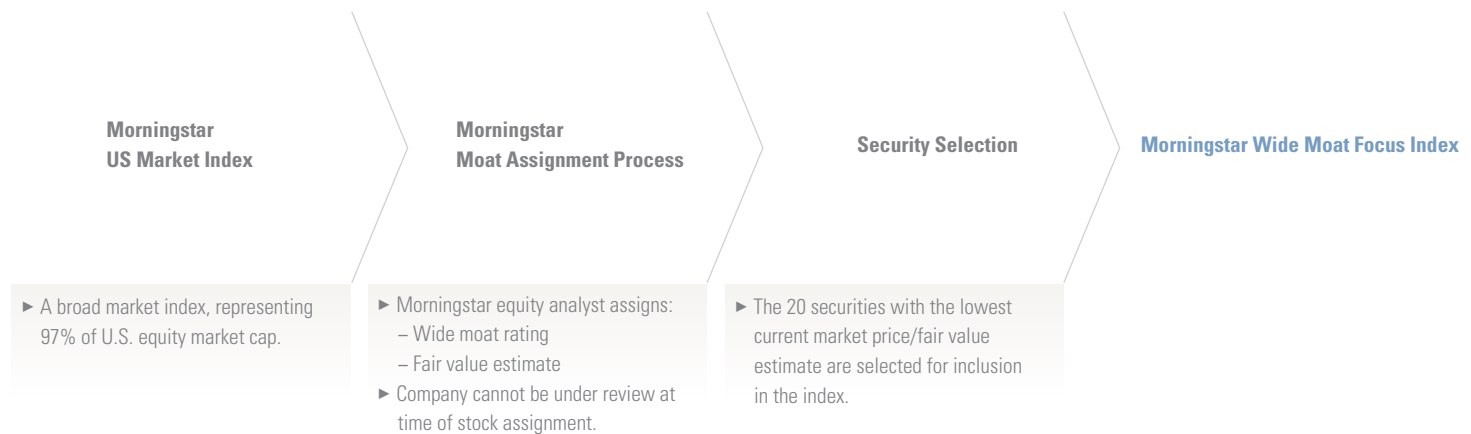 Morningstar
US Market Index
Morningstar
Moat Assignment Process
Security Selection
Morningstar Wide Moat Focus Index
► A broad market index, representing
97% of U.S. equity market cap.
► Morningstar equity analyst assigns:
– Wide moat rating
– Fair value estimate
► Company cannot be under review at
time of stock assignment.
► The 20 securities with the lowest
current market price/fair value
estimate are selected for inclusion
in the index.